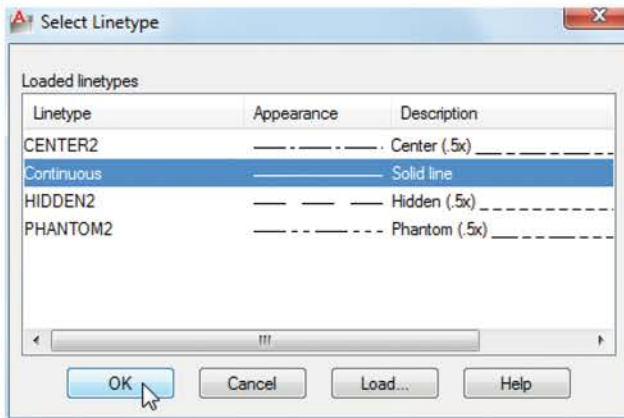 Select Linetype
Loaded linetypes
Linetype Appearance Description
CENTER2 Center (.5x)
Continuous Solid line
HIDDEN2 Hidden (.5x)
PHANTOM2 Phantom (.5x)
OK Cancel Load... Help